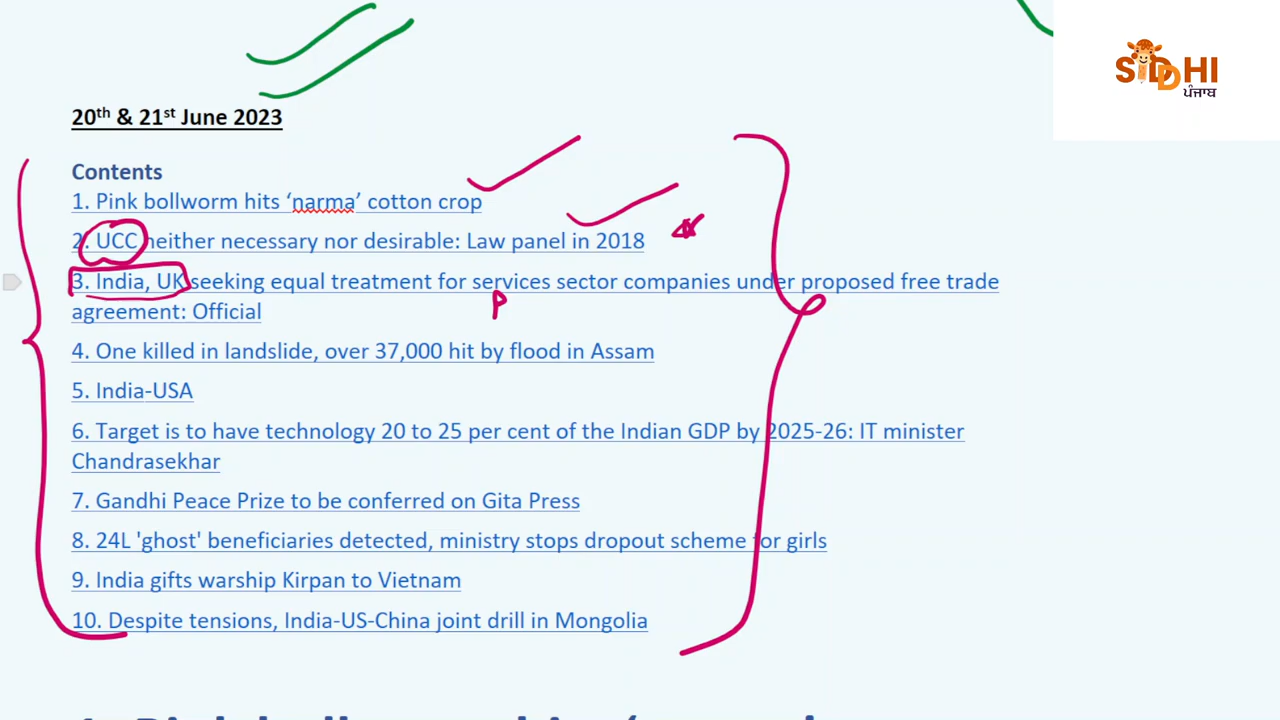 SIDDHI
ਪੰਜਾਬ
20th & 21st June 2023
Contents
1. Pink bollworm hits ‘narma’ cotton crop
2. UCC neither necessary nor desirable: Law panel in 2018
3. India, UK seeking equal treatment for services sector companies under proposed free trade
agreement: Official
4. One killed in landslide, over 37,000 hit by flood in Assam
5. India-USA
6. Target is to have technology 20 to 25 per cent of the Indian GDP by 2025-26: IT minister
Chandrasekhar
7. Gandhi Peace Prize to be conferred on Gita Press
8. 24L 'ghost' beneficiaries detected, ministry stops dropout scheme for girls
9. India gifts warship Kirpan to Vietnam
10. Despite tensions, India-US-China joint drill in Mongolia